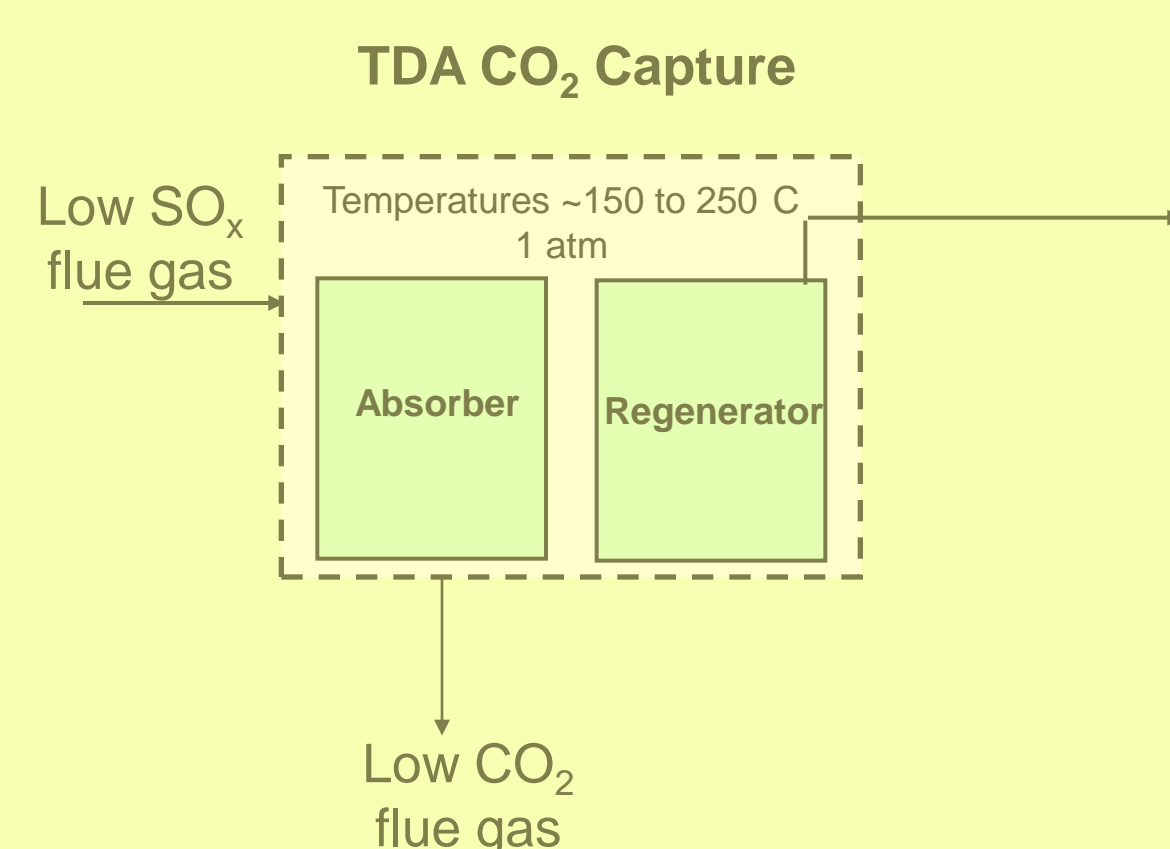 TDA CO₂ Capture
Low SOₓ
flue gas
Temperatures ~150 to 250 C
1 atm
Absorber
Regenerator
Low CO₂
flue gas